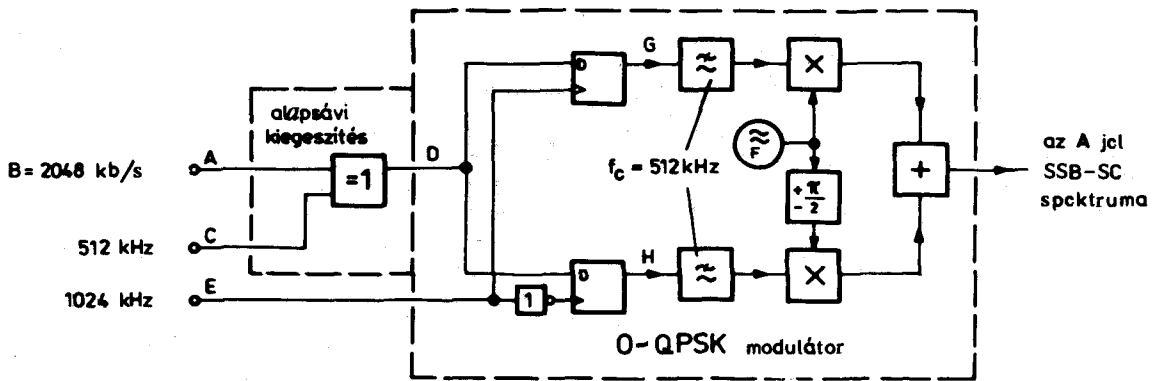 alapsávi
kiegészítés
B = 2048 kb/s
A
=1
D
512 kHz
C
1024 kHz
E
1
D
G
≈
×
f_c = 512 kHz
≈
F
+ π
- 2
+
D
H
≈
×
az A jel
SSB-SC
spektruma
O-QPSK modulátor